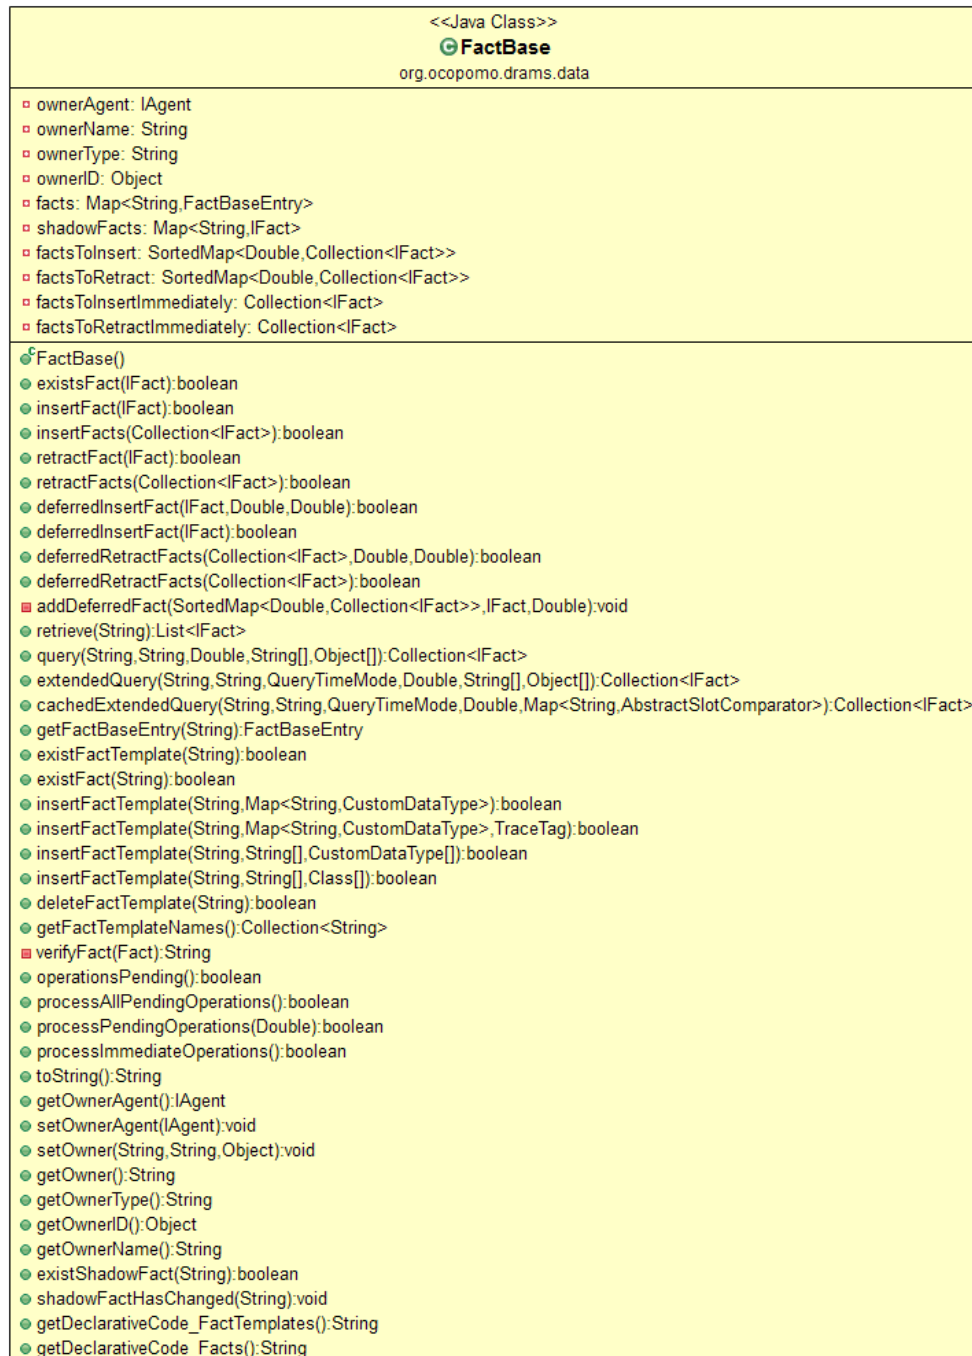 <<Java Class>>
FactBase
org.ocopomo.drams.data
ownerAgent: IAgent
ownerName: String
ownerType: String
ownerID: Object
facts: Map<String,FactBaseEntry>
shadowFacts: Map<String,IFact>
factsToInsert: SortedMap<Double,Collection<IFact>>
factsToRetract: SortedMap<Double,Collection<IFact>>
factsToInsertImmediately: Collection<IFact>
factsToRetractImmediately: Collection<IFact>
FactBase()
existsFact(IFact):boolean
insertFact(IFact):boolean
insertFacts(Collection<IFact>):boolean
retractFact(IFact):boolean
retractFacts(Collection<IFact>):boolean
deferredInsertFact(IFact,Double,Double):boolean
deferredInsertFact(IFact):boolean
deferredRetractFacts(Collection<IFact>,Double,Double):boolean
deferredRetractFacts(Collection<IFact>):boolean
addDeferredFact(SortedMap<Double,Collection<IFact>>,IFact,Double):void
retrieve(String):List<IFact>
query(String,String,Double,String[],Object[]):Collection<IFact>
extendedQuery(String,String,QueryTimeMode,Double,String[],Object[]):Collection<IFact>
cachedExtendedQuery(String,String,QueryTimeMode,Double,Map<String,AbstractSlotComparator>):Collection<IFact>
getFactBaseEntry(String):FactBaseEntry
existFactTemplate(String):boolean
existFact(String):boolean
insertFactTemplate(String,Map<String,CustomDataType>):boolean
insertFactTemplate(String,Map<String,CustomDataType>,TraceTag):boolean
insertFactTemplate(String,String[],CustomDataType[]):boolean
insertFactTemplate(String,String[],Class[]):boolean
deleteFactTemplate(String):boolean
getFactTemplateNames():Collection<String>
verifyFact(Fact):String
operationsPending():boolean
processAllPendingOperations():boolean
processPendingOperations(Double):boolean
processImmediateOperations():boolean
toString():String
getOwnerAgent():IAgent
setOwnerAgent(IAgent):void
setOwner(String,String,Object):void
getOwner():String
getOwnerType():String
getOwnerID():Object
getOwnerName():String
existShadowFact(String):boolean
shadowFactHasChanged(String):void
getDeclarativeCode_FactTemplates():String
getDeclarativeCode_Facts():String